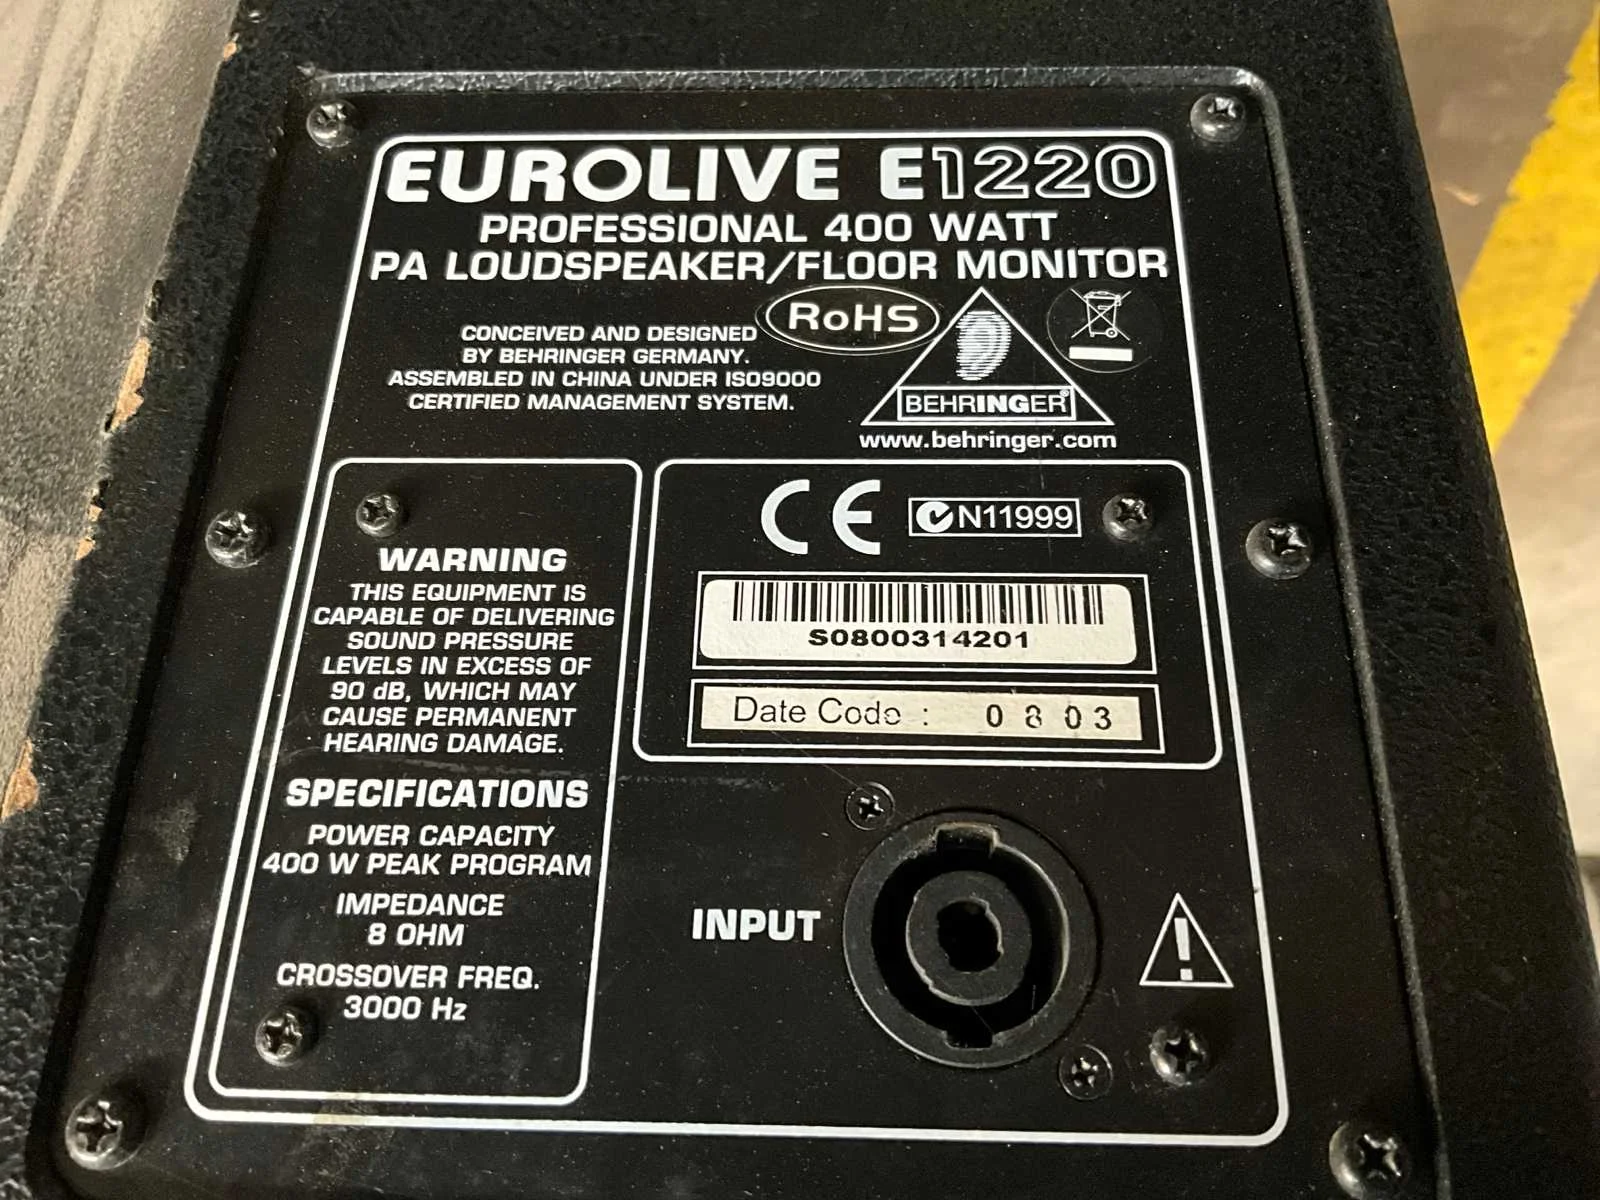 EUROLIVE E1220
PROFESSIONAL 400 WATT
PA LOUDSPEAKER/FLOOR MONITOR
CONCEIVED AND DESIGNED
BY BEHRINGER GERMANY.
ASSEMBLED IN CHINA UNDER ISO9000
CERTIFIED MANAGEMENT SYSTEM.
RoHS
BEHRINGER®
www.behringer.com
WARNING
THIS EQUIPMENT IS
CAPABLE OF DELIVERING
SOUND PRESSURE
LEVELS IN EXCESS OF
90 dB, WHICH MAY
CAUSE PERMANENT
HEARING DAMAGE.
SPECIFICATIONS
POWER CAPACITY
400 W PEAK PROGRAM
IMPEDANCE
8 OHM
CROSSOVER FREQ.
3000 Hz
CE N11999
S0800314201
Date Code : 0803
INPUT
!